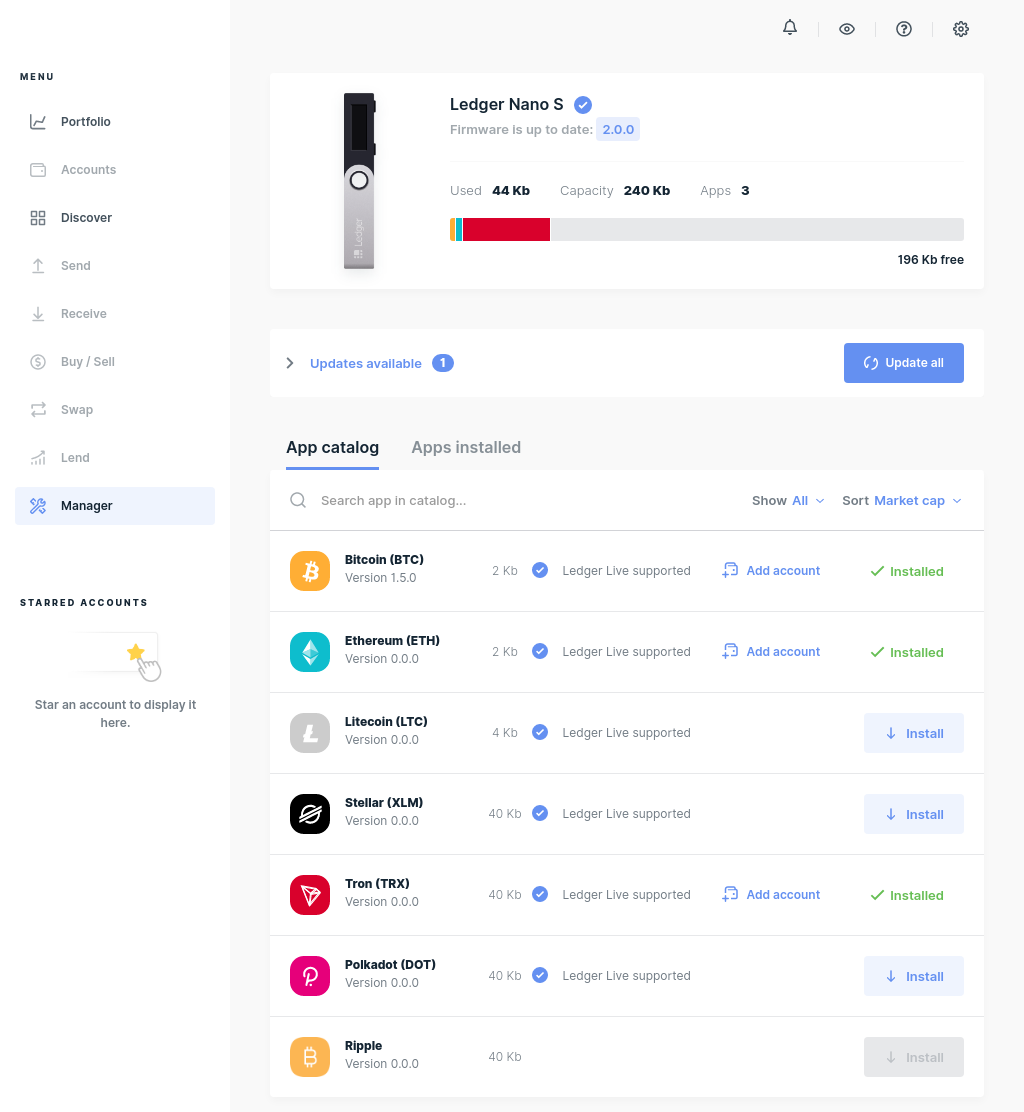 MENU
Portfolio
Accounts
Discover
Send
Receive
Buy / Sell
Swap
Lend
Manager
STARRED ACCOUNTS
Star an account to display it
here.
Ledger
Ledger Nano S
Firmware is up to date: 2.0.0
Used 44 Kb Capacity 240 Kb Apps 3
196 Kb free
Updates available 1 Update all
App catalog Apps installed
Search app in catalog... Show All Sort Market cap
Bitcoin (BTC)
Version 1.5.0
2 Kb Ledger Live supported Add account Installed
Ethereum (ETH)
Version 0.0.0
2 Kb Ledger Live supported Add account Installed
Litecoin (LTC)
Version 0.0.0
4 Kb Ledger Live supported Install
Stellar (XLM)
Version 0.0.0
40 Kb Ledger Live supported Install
Tron (TRX)
Version 0.0.0
40 Kb Ledger Live supported Add account Installed
Polkadot (DOT)
Version 0.0.0
40 Kb Ledger Live supported Install
Ripple
Version 0.0.0
40 Kb Install